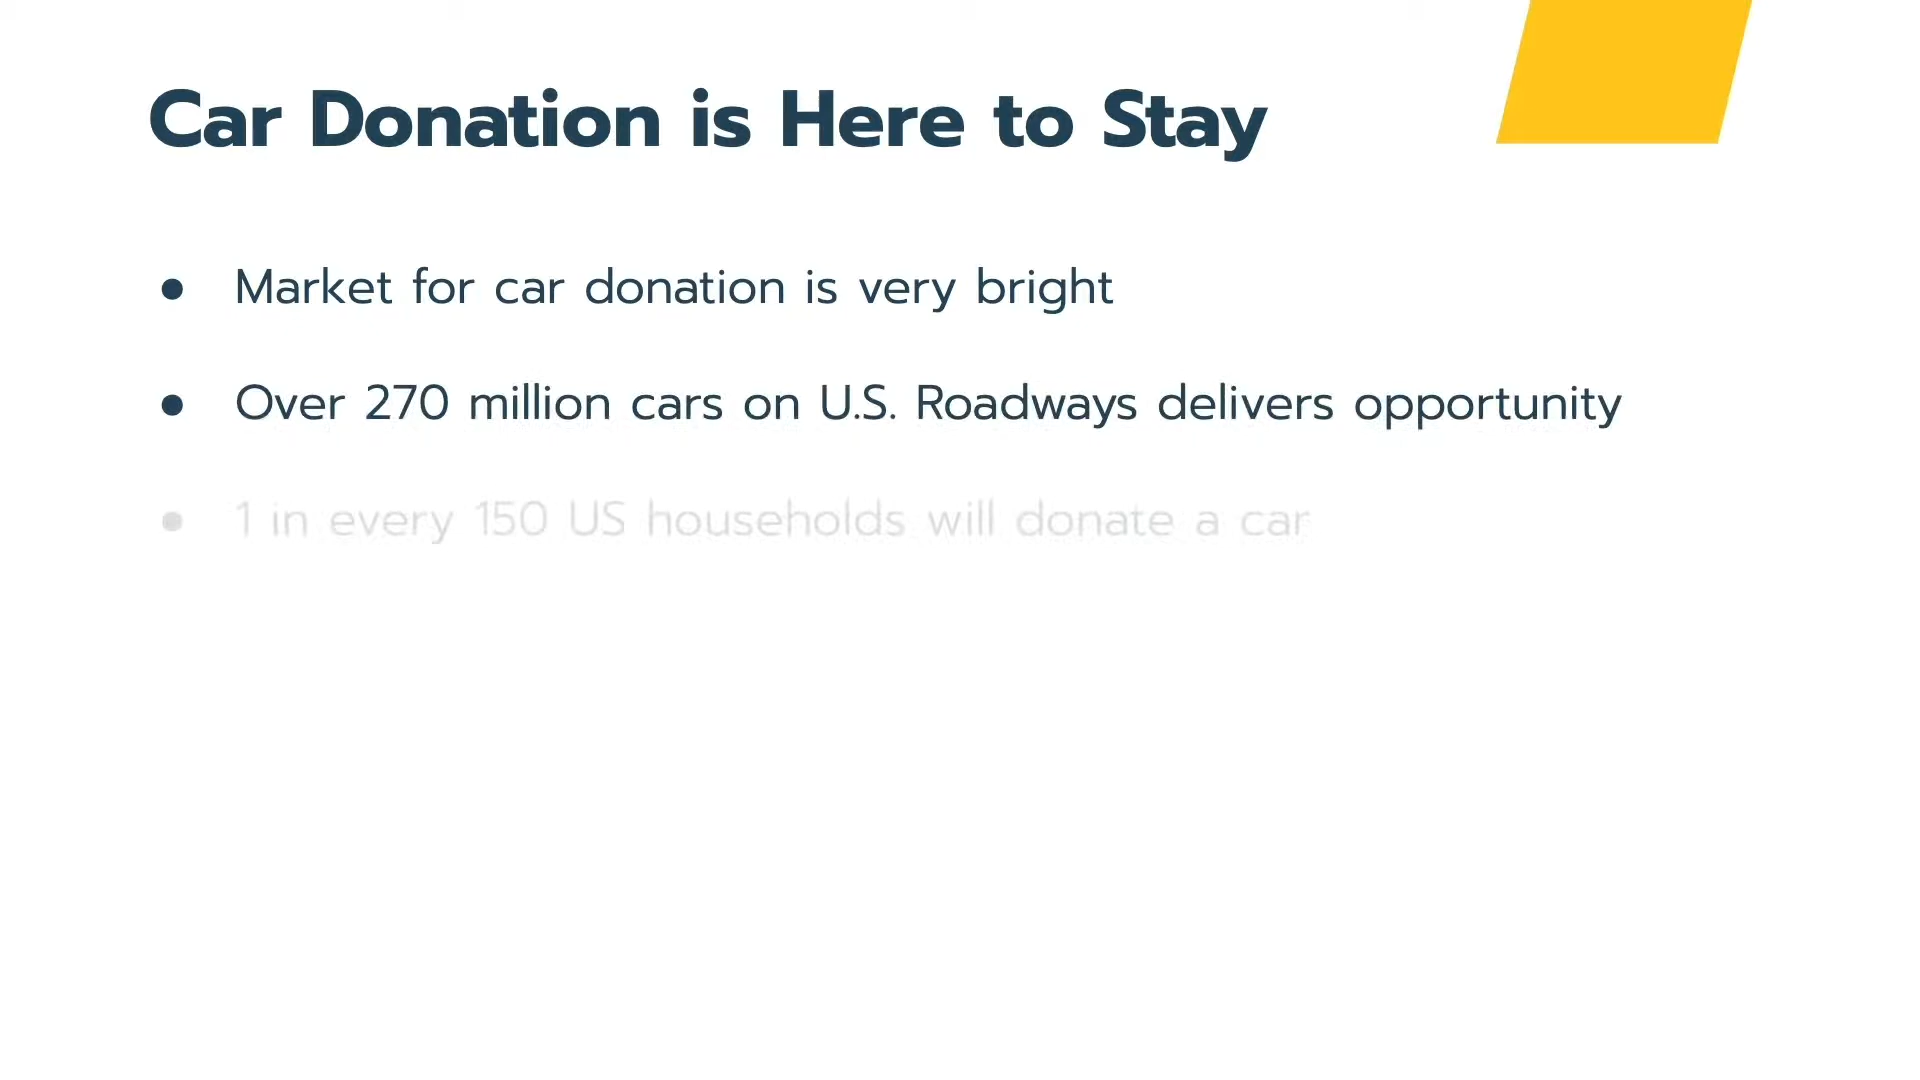 Car Donation is Here to Stay
● Market for car donation is very bright
● Over 270 million cars on U.S. Roadways delivers opportunity
● 1 in every 150 US households will donate a car